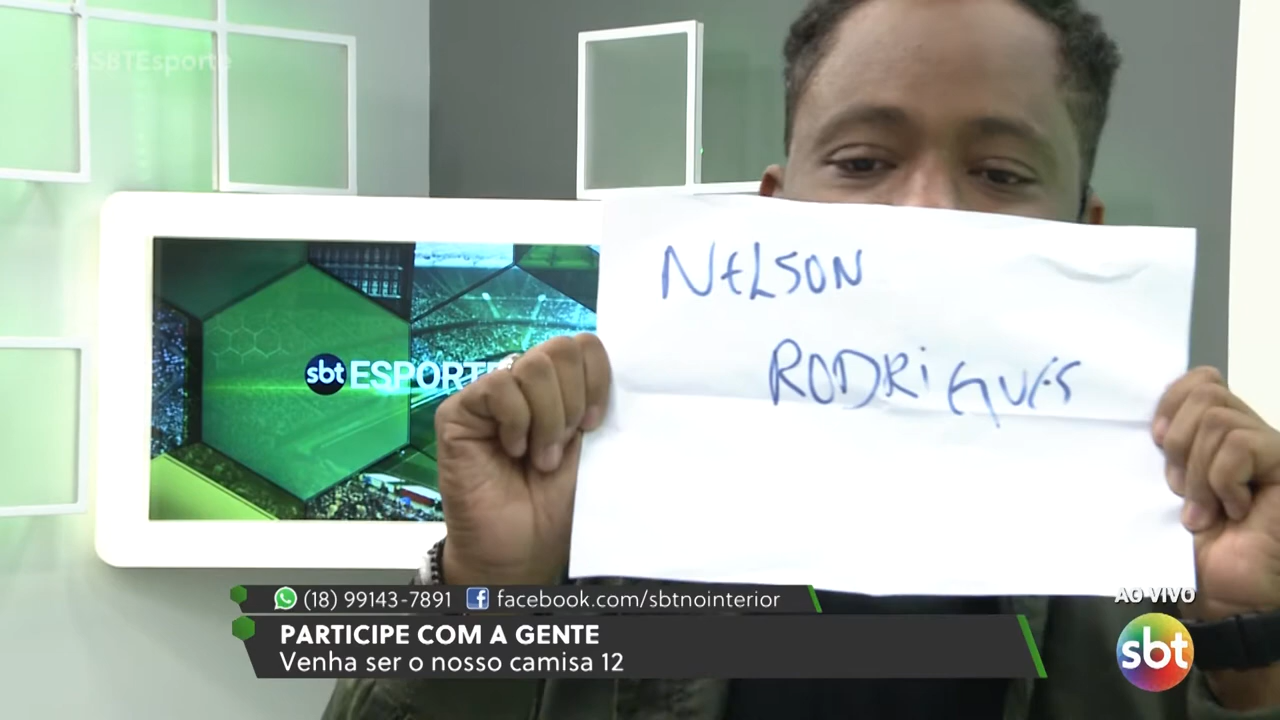 #SBTEsporte
NELSON
RODRIGUES
sbt ESPORTE
(18) 99143-7891 facebook.com/sbtnointerior
PARTICIPE COM A GENTE
Venha ser o nosso camisa 12
AO VIVO
sbt